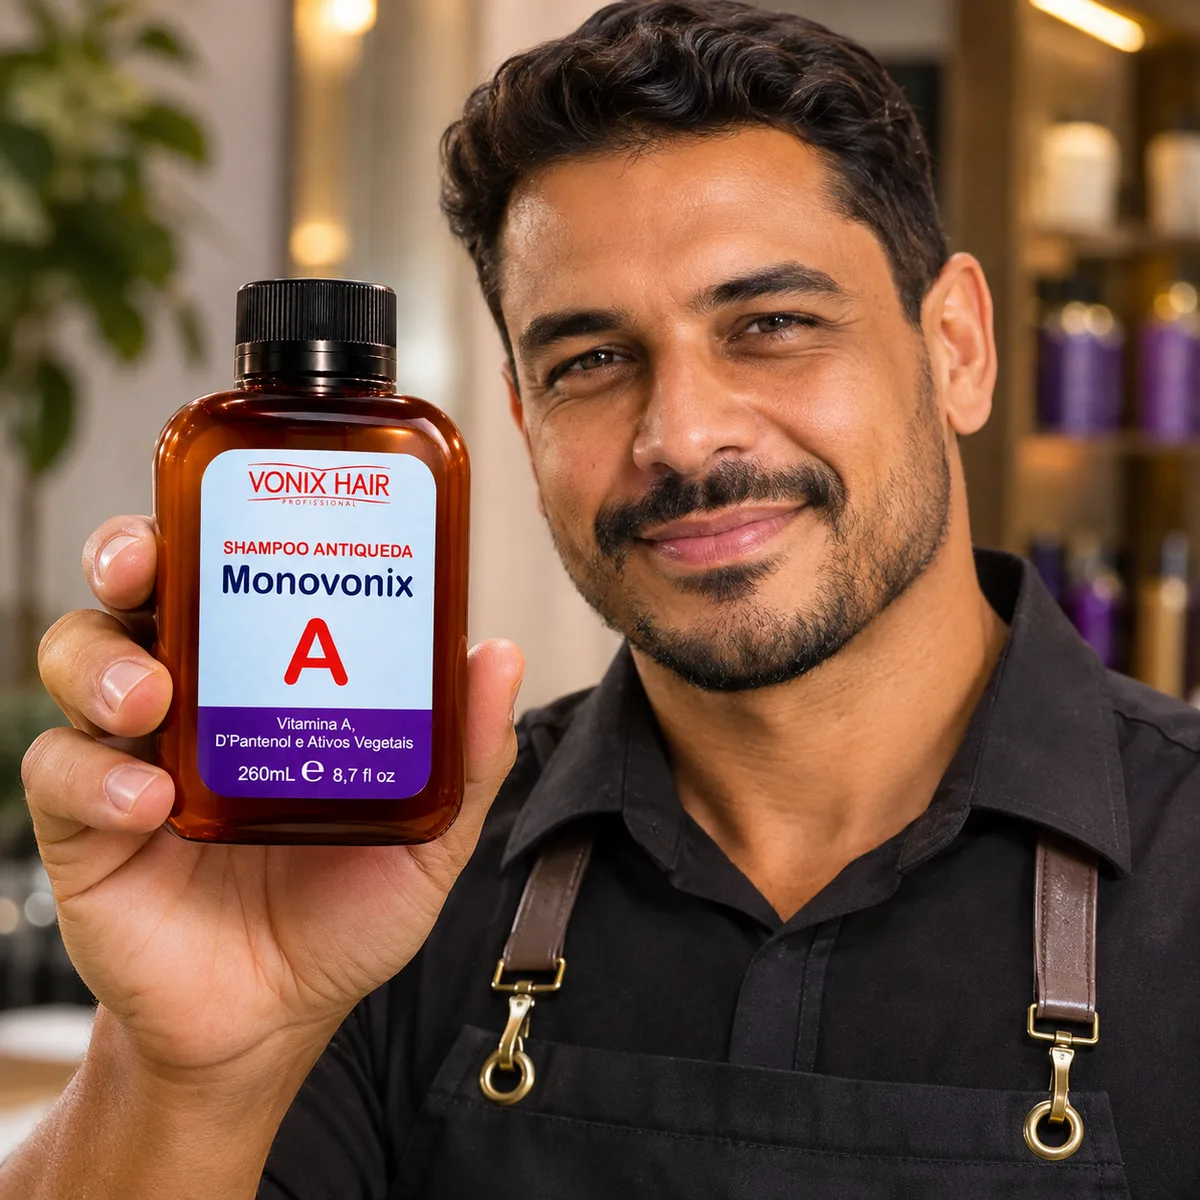 VONIX HAIR
PROFISSIONAL
SHAMPOO ANTIQUEDA
Monovonix
A
Vitamina A,
D'Pantenol e Ativos Vegetais
260mL ℮ 8,7 fl oz